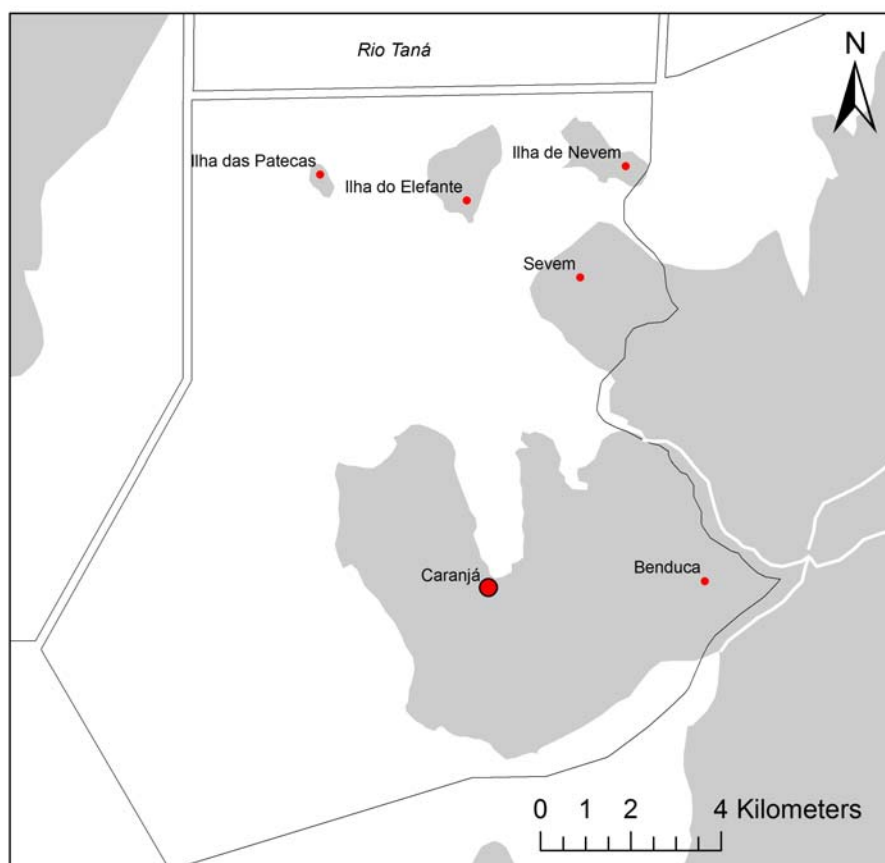 Rio Taná
N
Ilha das Patecas
Ilha do Elefante
Ilha de Nevem
Sevem
Caranjá
Benduca
0 1 2 4 Kilometers